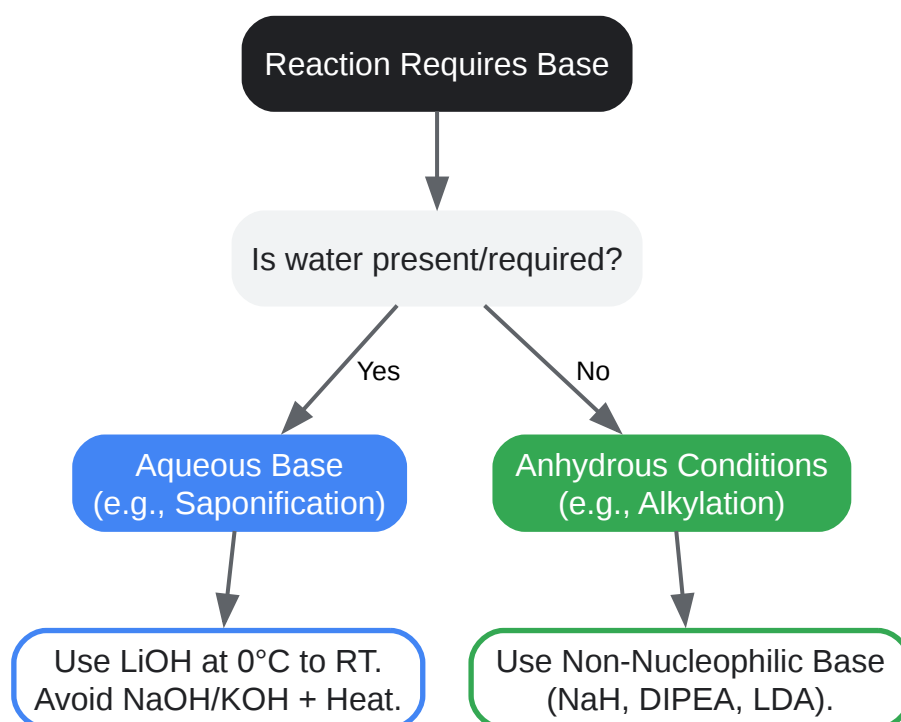 Reaction Requires Base
Is water present/required?
Yes
No
Aqueous Base
(e.g., Saponification)
Anhydrous Conditions
(e.g., Alkylation)
Use LiOH at 0°C to RT.
Avoid NaOH/KOH + Heat.
Use Non-Nucleophilic Base
(NaH, DIPEA, LDA).